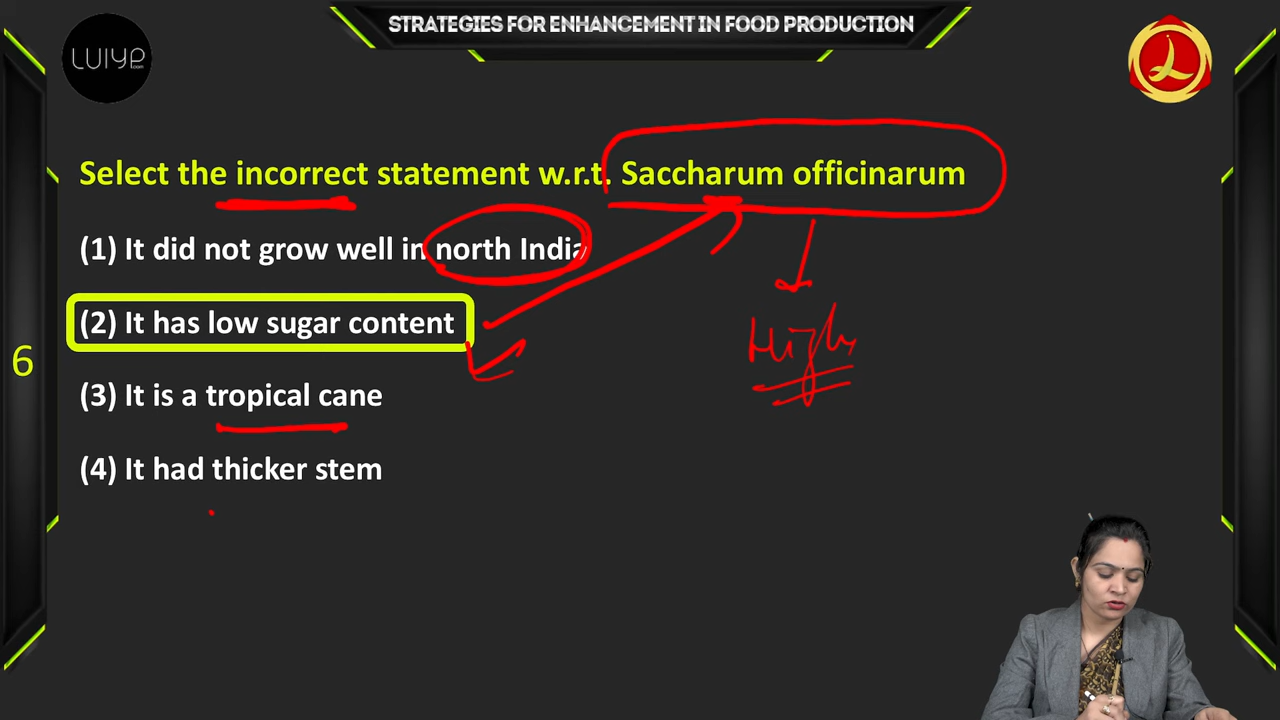 STRATEGIES FOR ENHANCEMENT IN FOOD PRODUCTION
LUIYP
.com
Select the incorrect statement w.r.t. Saccharum officinarum
(1) It did not grow well in north India
(2) It has low sugar content
High
6
(3) It is a tropical cane
(4) It had thicker stem